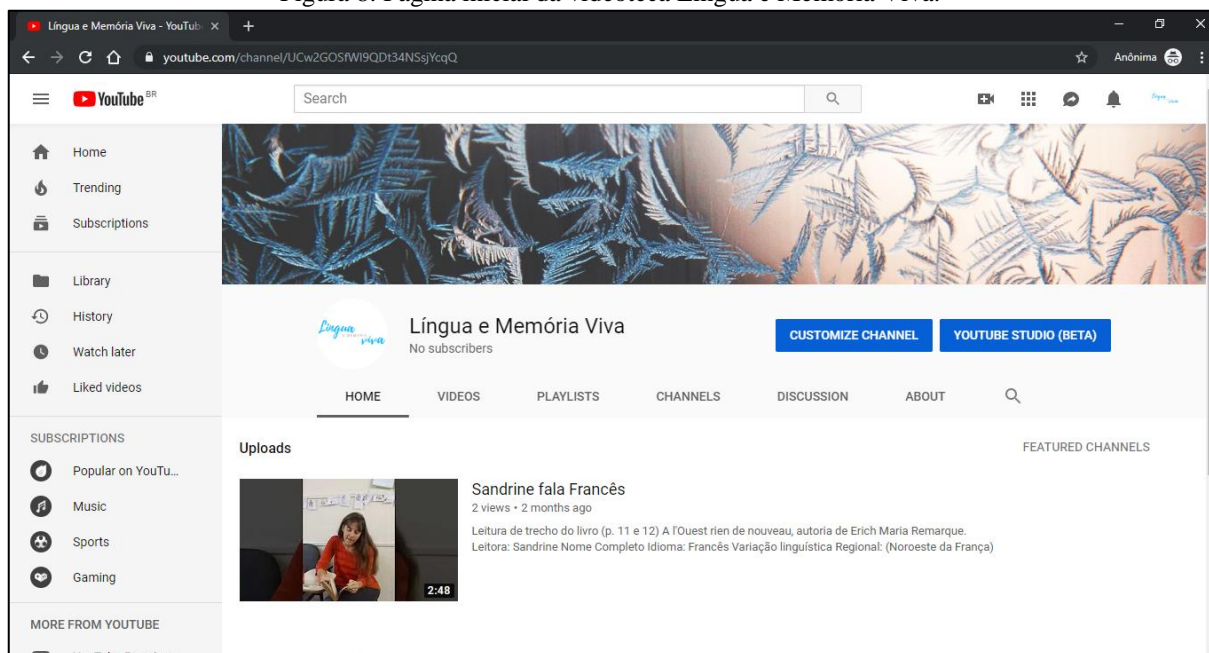 Língua e Memória Viva - YouTub
youtube.com/channel/UCw2GOSfWI9QDt34NSsjYcqQ
Anônima
YouTube BR
Search
Home
Trending
Subscriptions
Library
History
Watch later
Liked videos
SUBSCRIPTIONS
Popular on YouTu...
Music
Sports
Gaming
MORE FROM YOUTUBE
Língua
viva
Língua e Memória Viva
No subscribers
CUSTOMIZE CHANNEL
YOUTUBE STUDIO (BETA)
HOME VIDEOS PLAYLISTS CHANNELS DISCUSSION ABOUT
Uploads
FEATURED CHANNELS
2:48
Sandrine fala Francês
2 views • 2 months ago
Leitura de trecho do livro (p. 11 e 12) A l'Ouest rien de nouveau, autoria de Erich Maria Remarque.
Leitora: Sandrine Nome Completo Idioma: Francês Variação linguística Regional: (Noroeste da França)